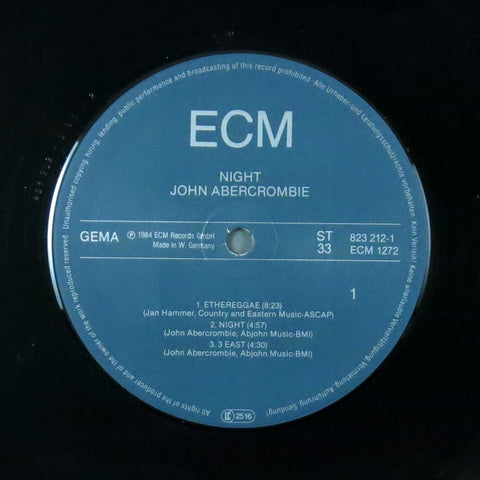 ECM
NIGHT
JOHN ABERCROMBIE
GEMA
℗ 1984 ECM Records GmbH
Made in W. Germany
ST
33
823 212-1
ECM 1272
1
1. ETHEREGGAE (8:23)
(Jan Hammer, Country and Eastern Music-ASCAP)
2. NIGHT (4:57)
(John Abercrombie, Abjohn Music-BMI)
3. 3 EAST (4:30)
(John Abercrombie, Abjohn Music-BMI)
LC 2516
All rights of the producer and of the owner of the work reproduced reserved. Unauthorised copying, hiring, lending, public performance and broadcasting of this record prohibited · Alle Urheber- und Leistungsschutzrechte vorbehalten. Kein Verleih! Keine unerlaubte Vervielfältigung, Vermietung, Aufführung, Sendung!